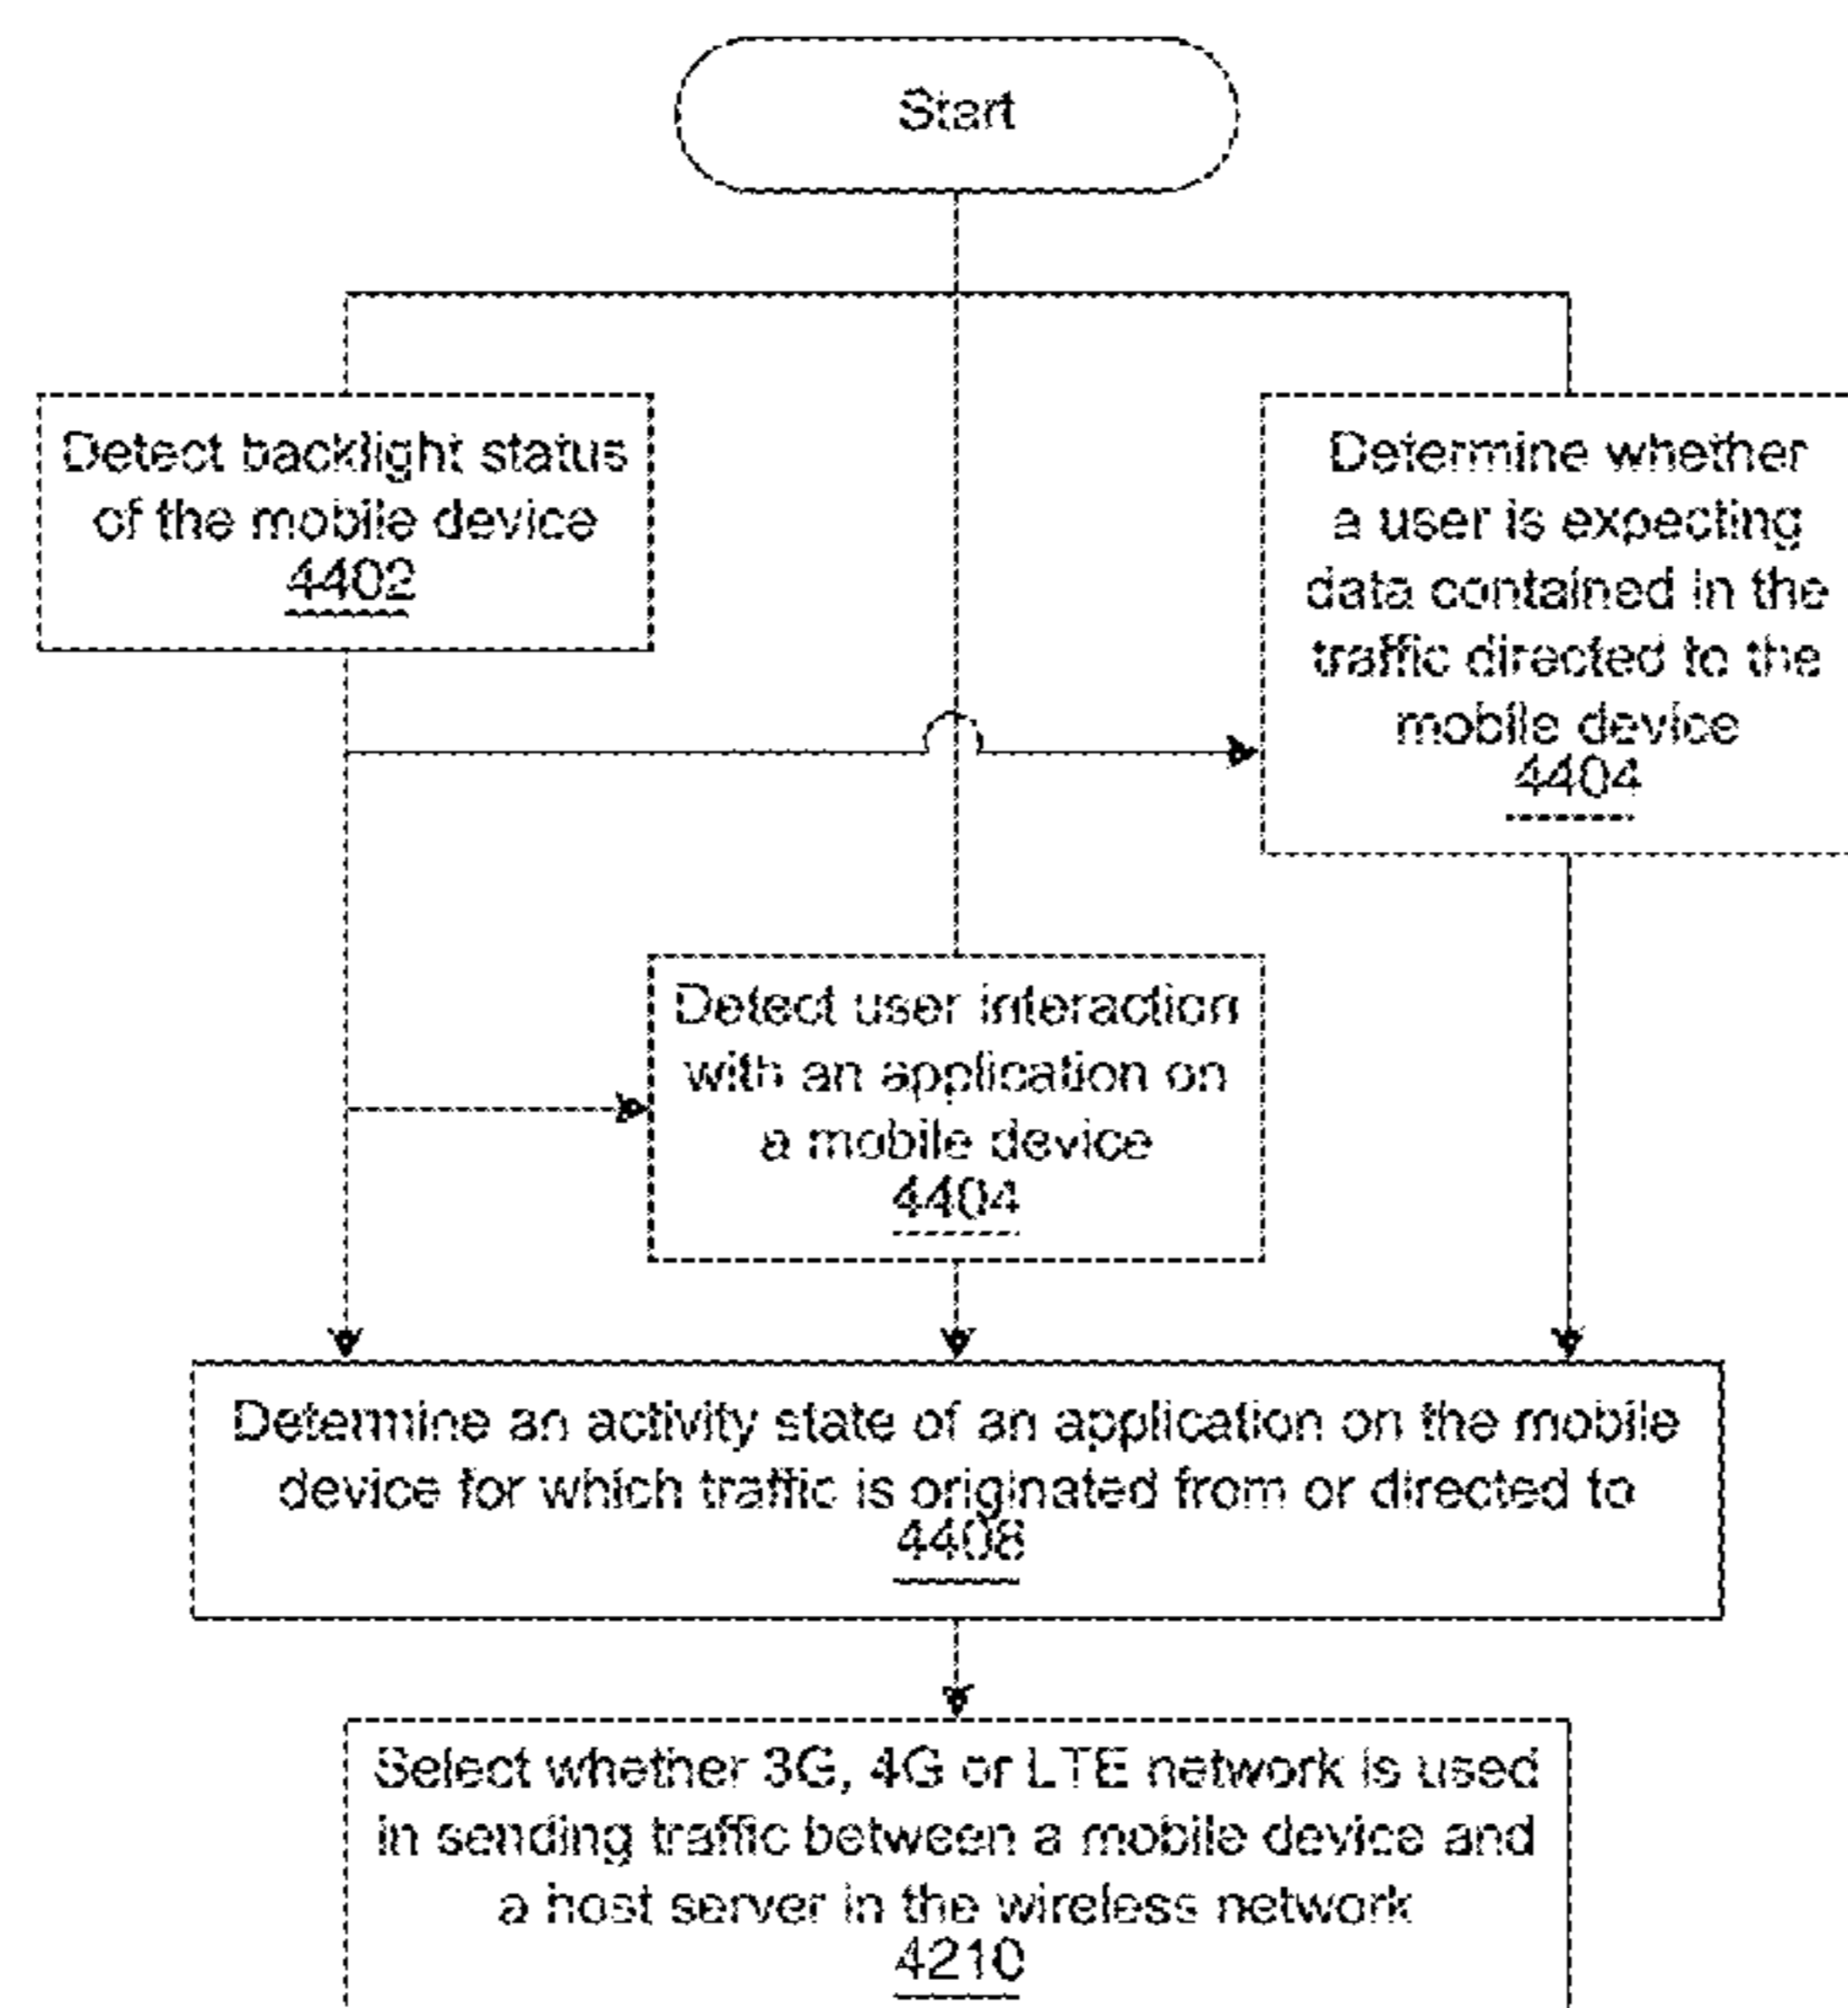 Start
Detect backlight status
of the mobile device
4402
Determine whether
a user is expecting
data contained in the
traffic directed to the
mobile device
4404
Detect user interaction
with an application on
a mobile device
4404
Determine an activity state of an application on the mobile
device for which traffic is originated from or directed to
4408
Select whether 3G, 4G or LTE network is used
in sending traffic between a mobile device and
a host server in the wireless network
4210